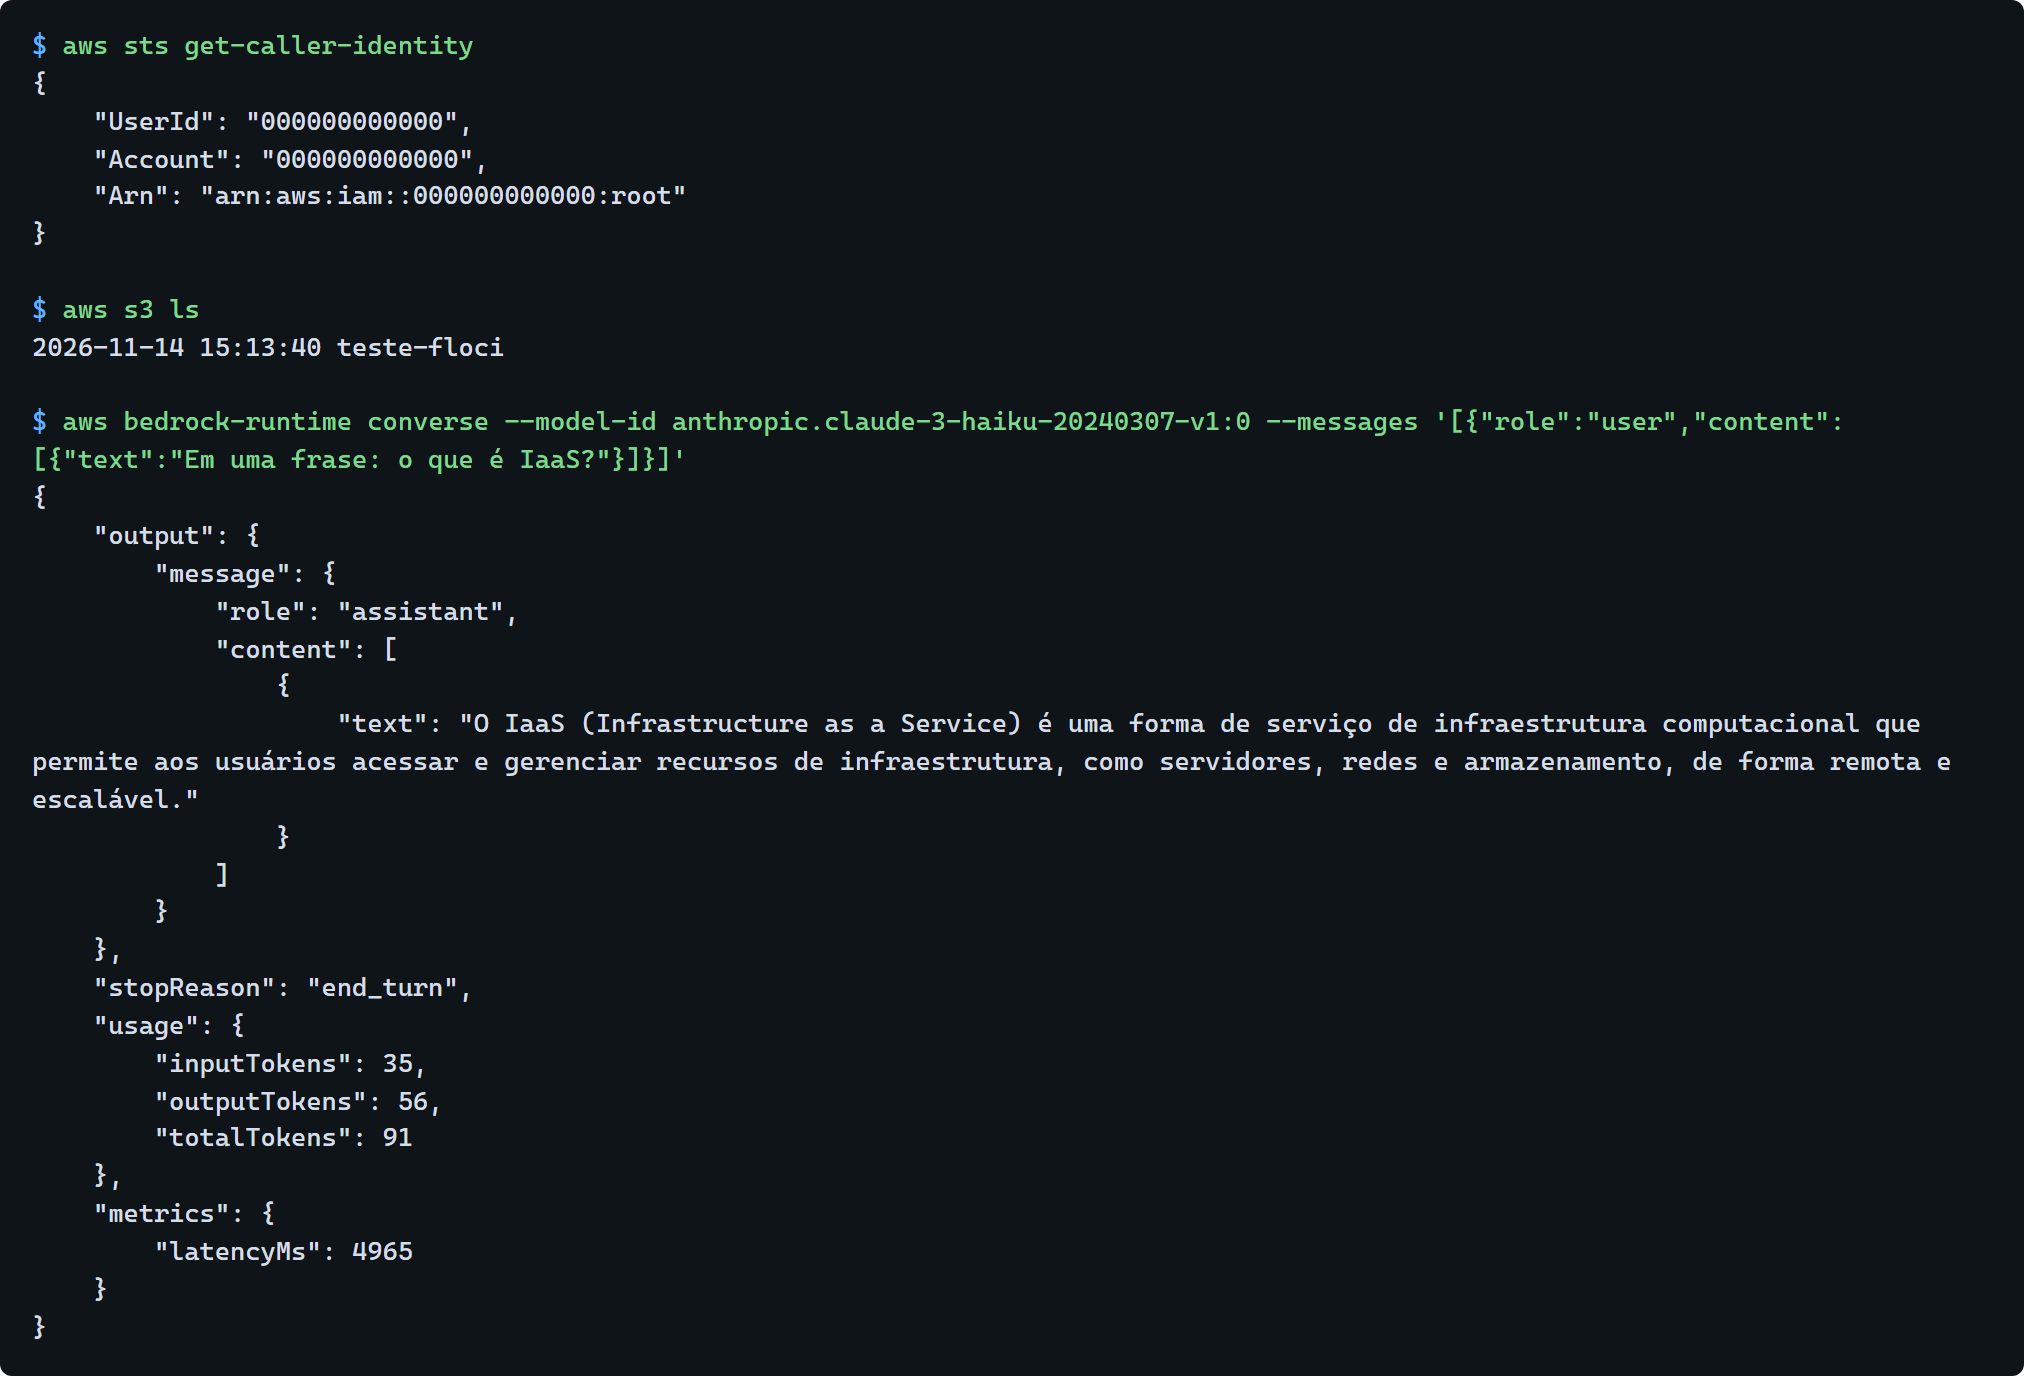 $ aws sts get-caller-identity
{
    "UserId": "000000000000",
    "Account": "000000000000",
    "Arn": "arn:aws:iam::000000000000:root"
}

$ aws s3 ls
2026-11-14 15:13:40 teste-floci

$ aws bedrock-runtime converse --model-id anthropic.claude-3-haiku-20240307-v1:0 --messages '[{"role":"user","content":
[{"text":"Em uma frase: o que é IaaS?"}]}]'
{
    "output": {
        "message": {
            "role": "assistant",
            "content": [
                {
                    "text": "O IaaS (Infrastructure as a Service) é uma forma de serviço de infraestrutura computacional que
permite aos usuários acessar e gerenciar recursos de infraestrutura, como servidores, redes e armazenamento, de forma remota e
escalável."
                }
            ]
        }
    },
    "stopReason": "end_turn",
    "usage": {
        "inputTokens": 35,
        "outputTokens": 56,
        "totalTokens": 91
    },
    "metrics": {
        "latencyMs": 4965
    }
}